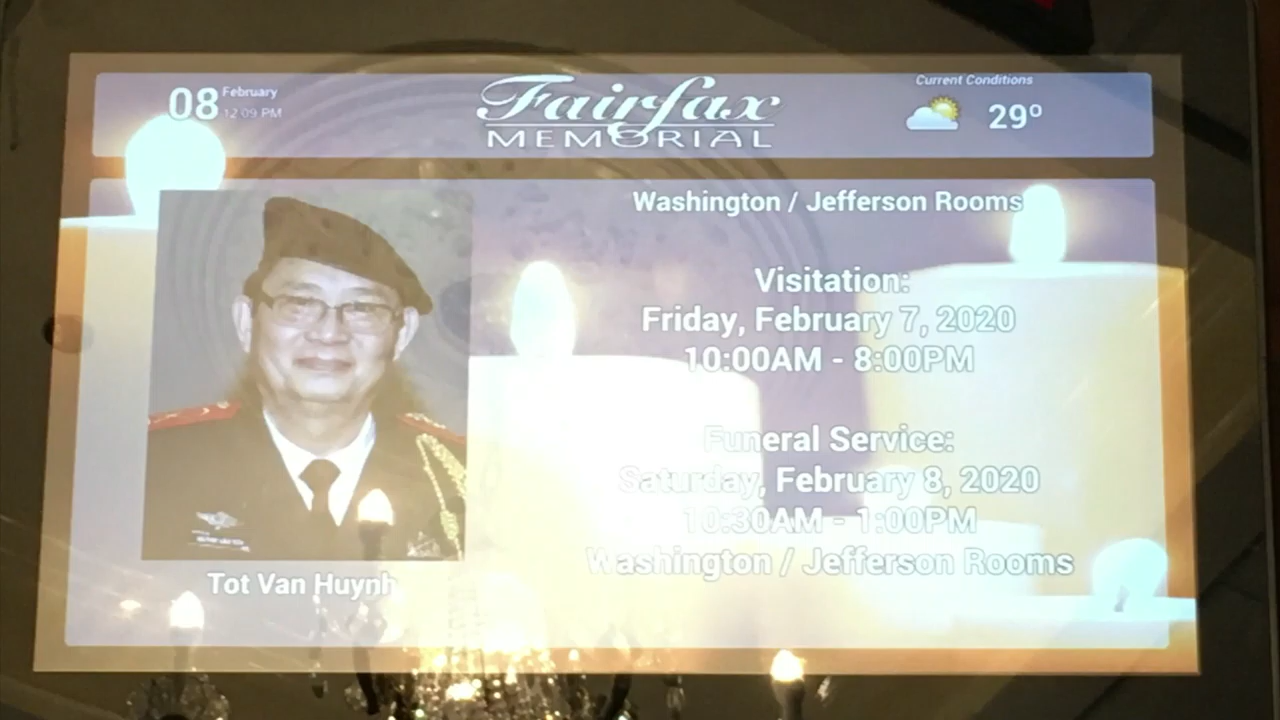 08 February
12:09 PM
Fairfax
MEMORIAL
Current Conditions
29°
Washington / Jefferson Rooms
Visitation:
Friday, February 7, 2020
10:00AM - 8:00PM
Funeral Service:
Saturday, February 8, 2020
10:30AM - 1:00PM
Washington / Jefferson Rooms
Tot Van Huynh